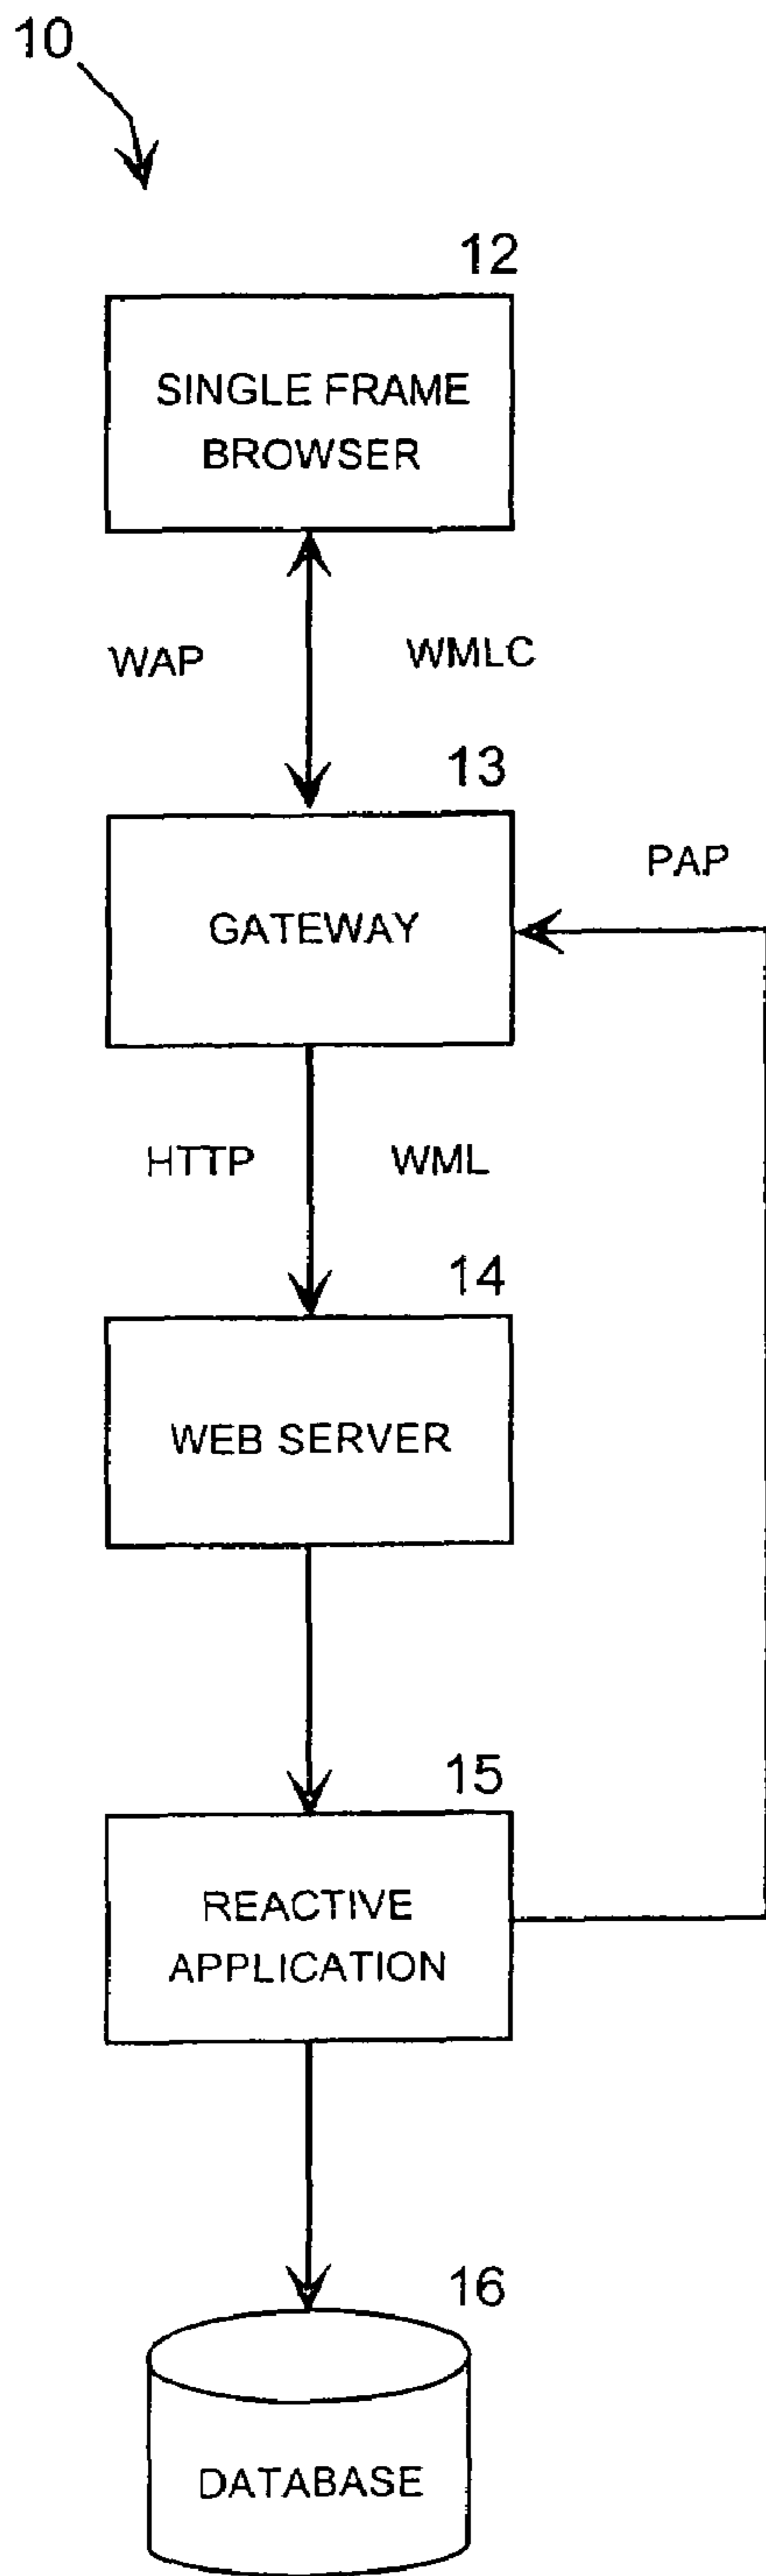 10
12
SINGLE FRAME
BROWSER
WAP
WMLC
13
PAP
GATEWAY
HTTP
WML
14
WEB SERVER
15
REACTIVE
APPLICATION
16
DATABASE